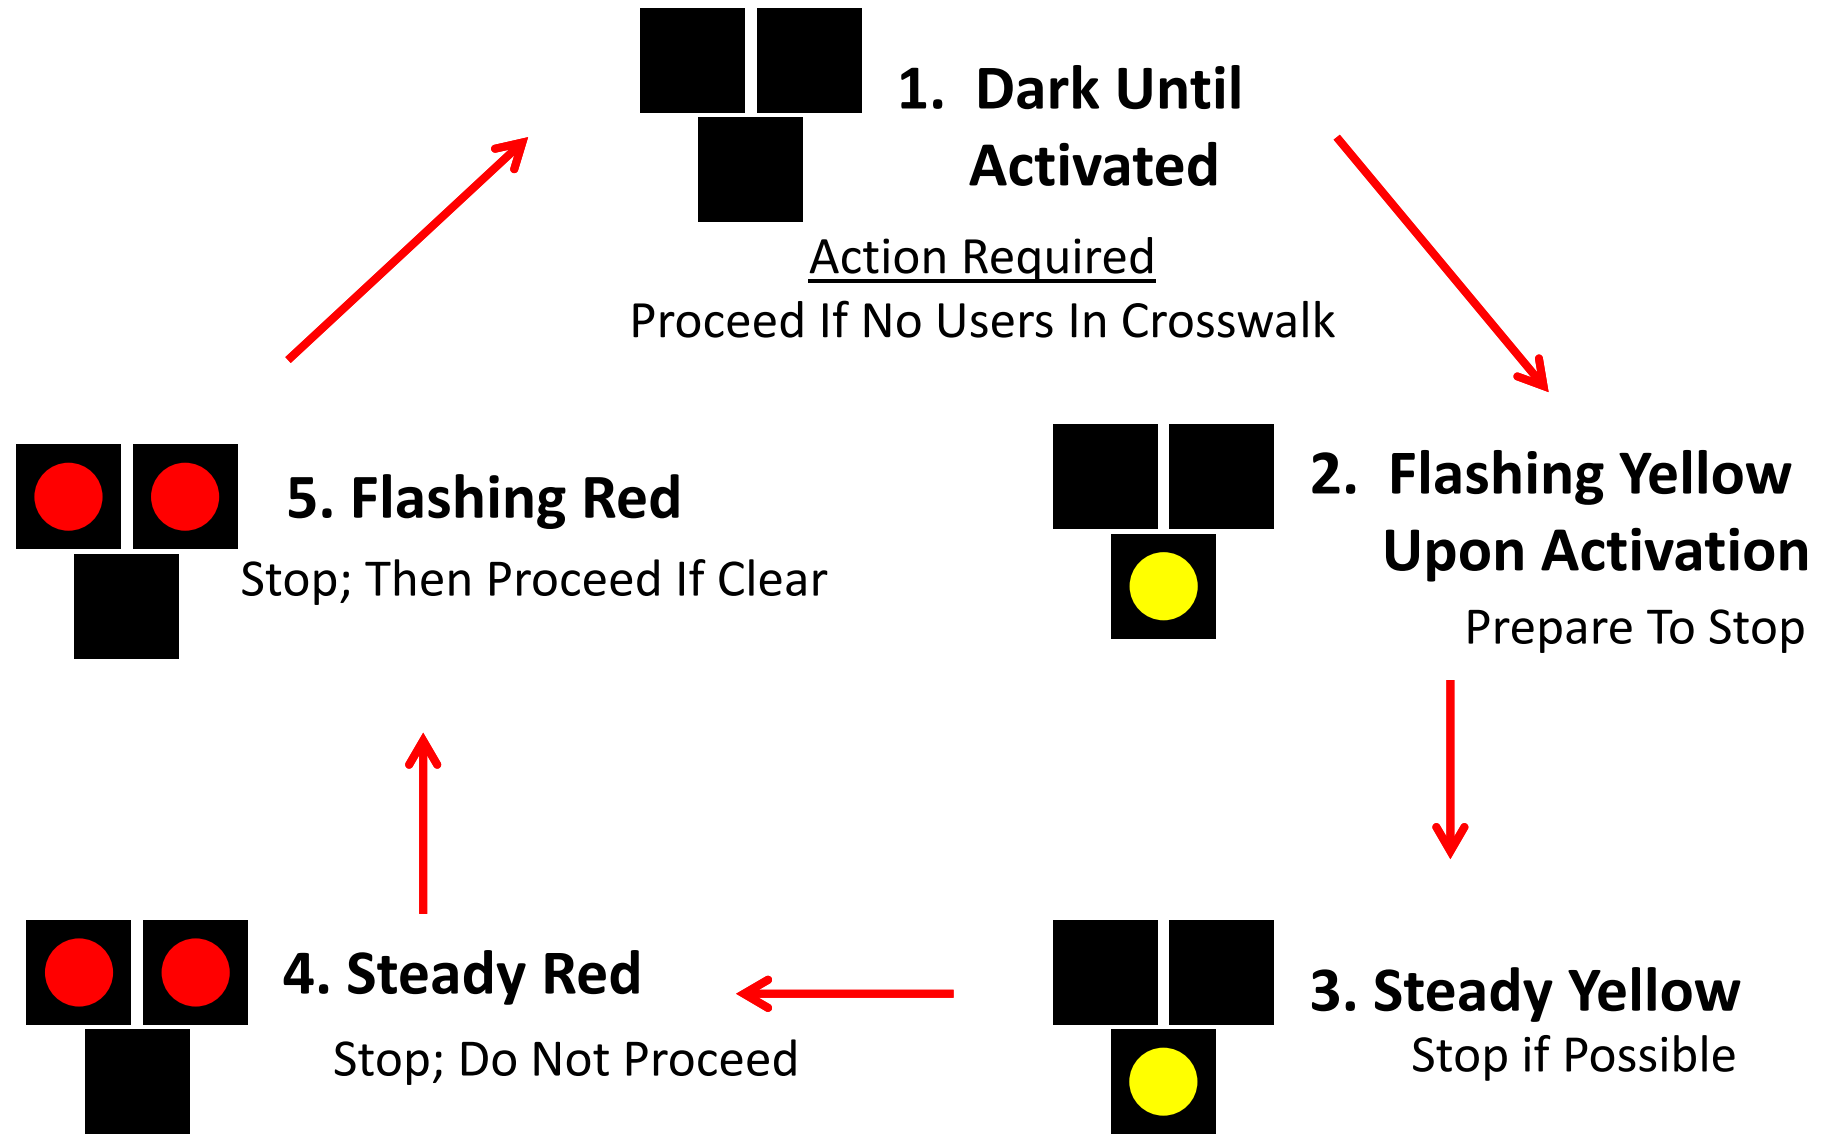 1. Dark Until
Activated
Action Required
Proceed If No Users In Crosswalk
2. Flashing Yellow
Upon Activation
Prepare To Stop
3. Steady Yellow
Stop if Possible
4. Steady Red
Stop; Do Not Proceed
5. Flashing Red
Stop; Then Proceed If Clear